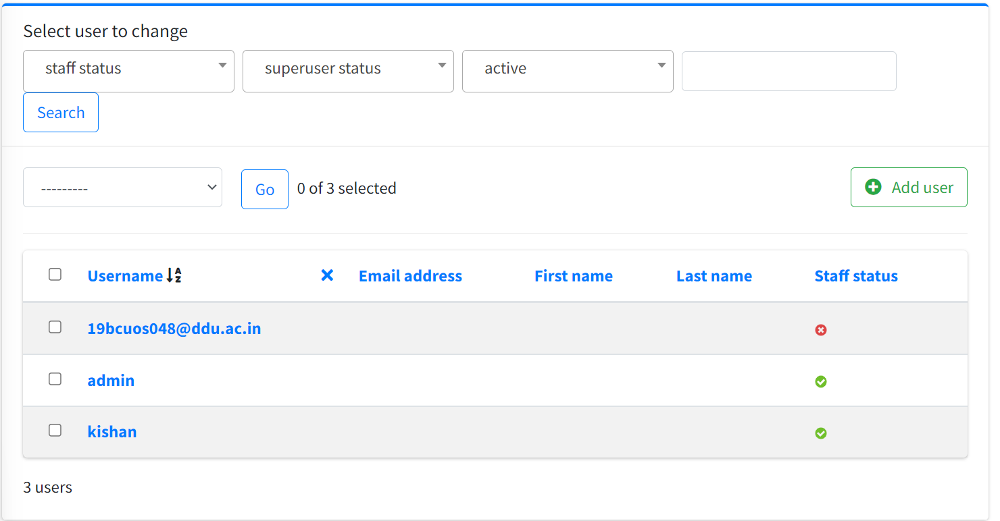 Select user to change
staff status superuser status active
Search
--------- Go 0 of 3 selected Add user
Username Email address First name Last name Staff status
19bcuos048@ddu.ac.in
admin
kishan
3 users